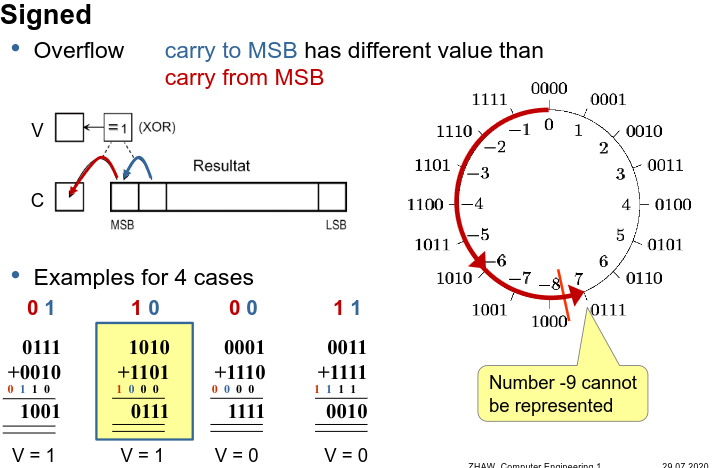 Signed
• Overflow carry to MSB has different value than
carry from MSB
V =1 (XOR)
Resultat
C
MSB LSB
• Examples for 4 cases
0 1 1 0 0 0 1 1
0111 1010 0001 0011
+0010 +1101 +1110 +1111
0 1 1 0 1 0 0 0 0 0 0 0 1 1 1 1
1001 0111 1111 0010
V = 1 V = 1 V = 0 V = 0
0000
1111 0001
0 −1 1
1110 0010
−2 2
1101 0011
−3 3
1100 −4 4 0100
1011 −5 5 0101
1010 −6 6 0110
−7 −8 7
1001 1000 0111
Number -9 cannot
be represented
ZHAW, Computer Engineering 1 29.07.2020